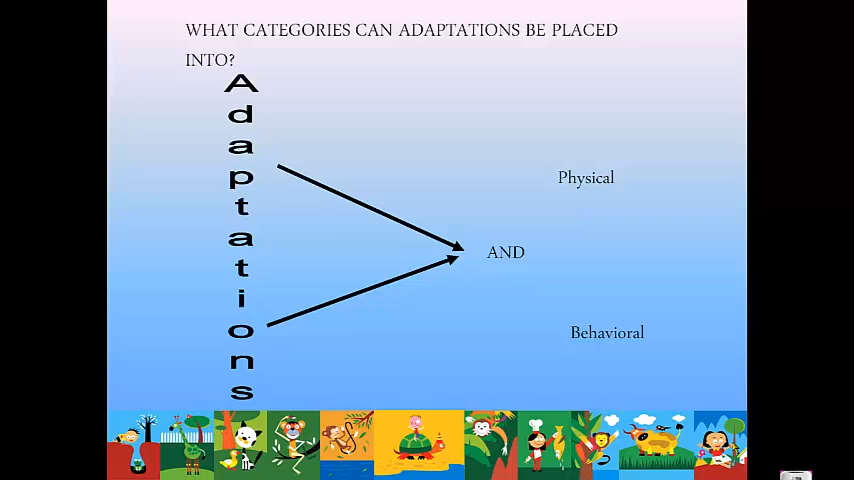 WHAT CATEGORIES CAN ADAPTATIONS BE PLACED
INTO?
Adaptations
Physical
AND
Behavioral